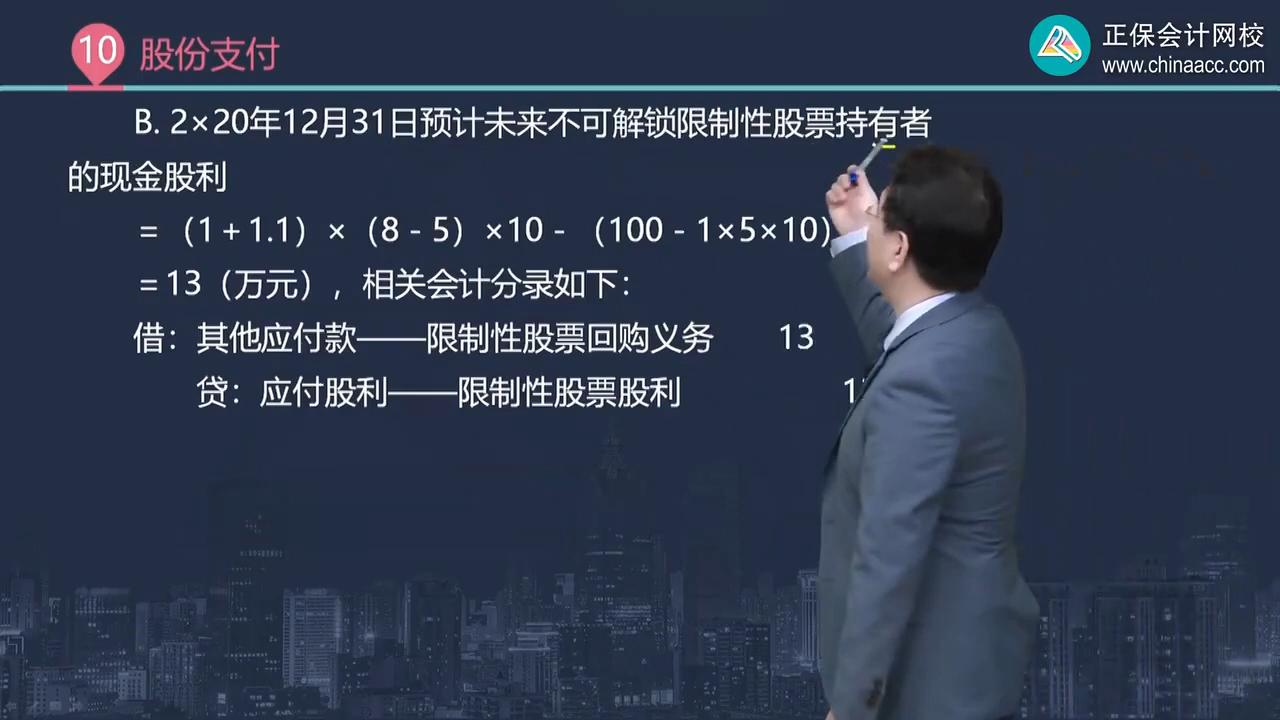 10 股份支付
正保会计网校
www.chinaacc.com
B. 2×20年12月31日预计未来不可解锁限制性股票持有者
的现金股利
=（1＋1.1）×（8－5）×10－（100－1×5×10）
=13（万元），相关会计分录如下：
借：其他应付款——限制性股票回购义务 13
贷：应付股利——限制性股票股利